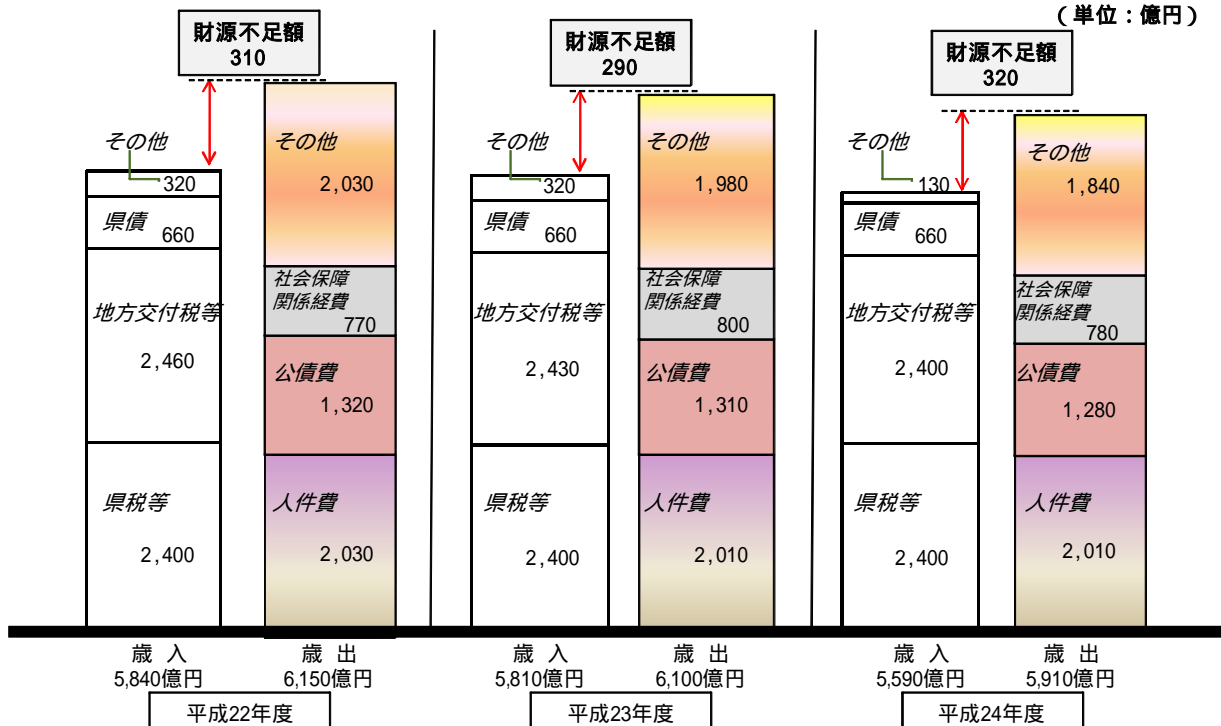 (単位：億円)
財源不足額
310
その他
320
県債
660
地方交付税等
2,460
県税等
2,400
その他
2,030
社会保障
関係経費
770
公債費
1,320
人件費
2,030
歳 入
5,840億円
歳 出
6,150億円
平成22年度
財源不足額
290
その他
320
県債
660
地方交付税等
2,430
県税等
2,400
その他
1,980
社会保障
関係経費
800
公債費
1,310
人件費
2,010
歳 入
5,810億円
歳 出
6,100億円
平成23年度
財源不足額
320
その他
130
県債
660
地方交付税等
2,400
県税等
2,400
その他
1,840
社会保障
関係経費
780
公債費
1,280
人件費
2,010
歳 入
5,590億円
歳 出
5,910億円
平成24年度